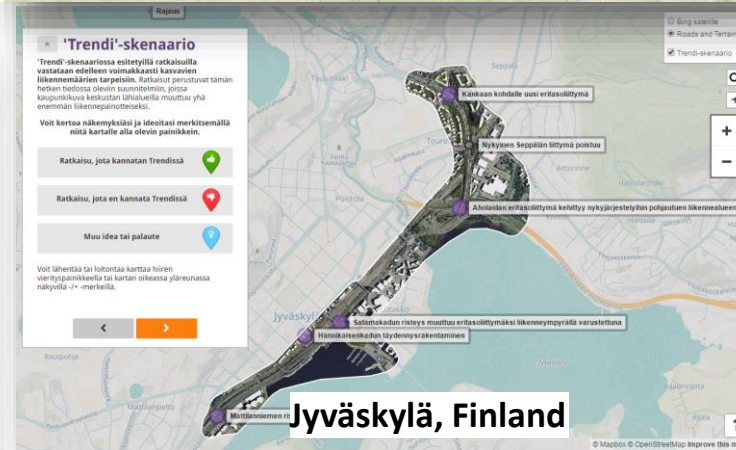 Rajaus
'Trendi'-skenaario
'Trendi'-skenaariossa esitetyillä ratkaisuilla
vastataan edelleen voimakkaasti kasvavien
liikennemäärien tarpeisiin. Ratkaisut perustuvat tämän
hetken tiedossa oleviin suunnitelmiin, joissa
kaupunkikuva keskustan lähialueilla muuttuu yhä
enemmän liikennepainotteiseksi.
Voit kertoa näkemyksiäsi ja ideoitasi merkitsemällä
niitä kartalle alla olevin painikkein.
Ratkaisu, jota kannatan Trendissä
Ratkaisu, jota en kannata Trendissä
Muu idea tai palaute
Voit lähentää tai loitontaa karttaa hiiren
vierityspainikkeella tai kartan oikeassa yläreunassa
näkyvillä -/+ -merkeillä.
Bing satellite
Roads and Terrain
Trendi-skenaario
+
−
Seppälä
Kankaan kohdalle uusi eritasoliittymä
Nykyinen Seppälän liittymä poistuu
Aholaidan eritasoliittymä kehittyy nykyjärjestelyihin pohjautuen liikennealueen
Puistola
Jyväskyl
Satamakadun risteys muuttuu eritasoliittymäksi liikenneympyrällä varustettuna
Hannikaisenkadun täydennysrakentaminen
Rautpohja
Mattilanpelto
Mattilanniemen ris
Jyväskylä, Finland
© Mapbox © OpenStreetMap Improve this m